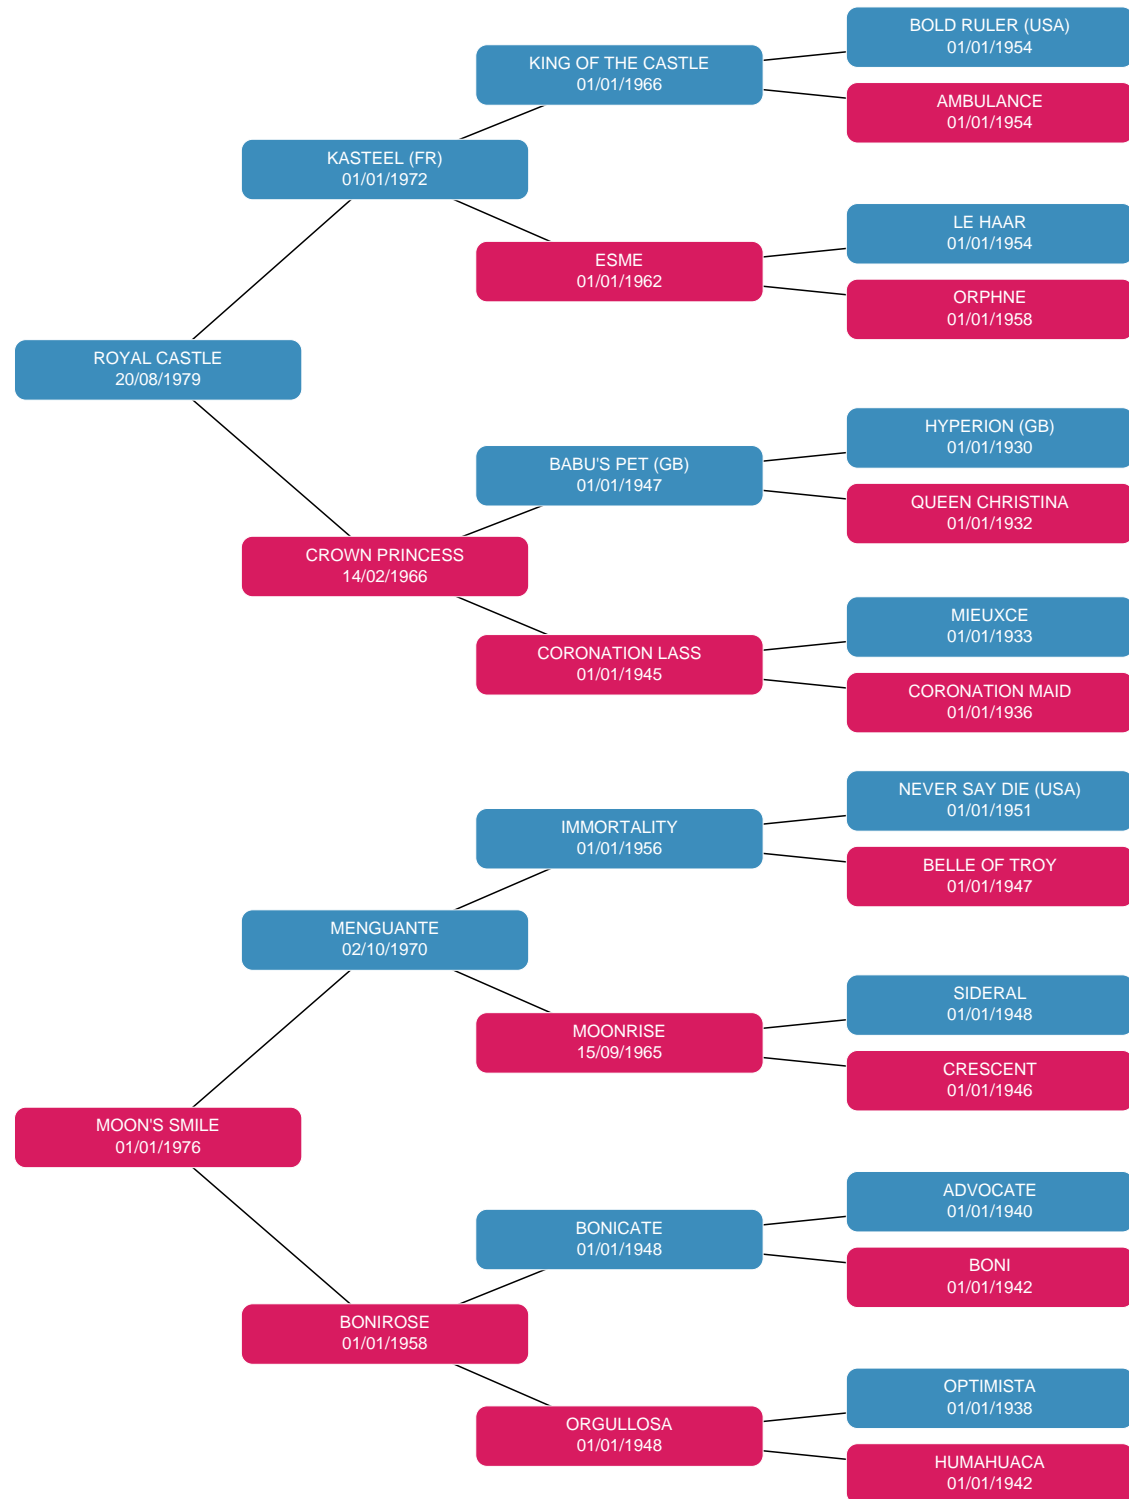 BOLD RULER (USA)
01/01/1954
KING OF THE CASTLE
01/01/1966
AMBULANCE
01/01/1954
KASTEEL (FR)
01/01/1972
LE HAAR
01/01/1954
ESME
01/01/1962
ORPHNE
01/01/1958
ROYAL CASTLE
20/08/1979
HYPERION (GB)
01/01/1930
BABU'S PET (GB)
01/01/1947
QUEEN CHRISTINA
01/01/1932
CROWN PRINCESS
14/02/1966
MIEUXCE
01/01/1933
CORONATION LASS
01/01/1945
CORONATION MAID
01/01/1936
NEVER SAY DIE (USA)
01/01/1951
IMMORTALITY
01/01/1956
BELLE OF TROY
01/01/1947
MENGUANTE
02/10/1970
SIDERAL
01/01/1948
MOONRISE
15/09/1965
CRESCENT
01/01/1946
MOON'S SMILE
01/01/1976
ADVOCATE
01/01/1940
BONICATE
01/01/1948
BONI
01/01/1942
BONIROSE
01/01/1958
OPTIMISTA
01/01/1938
ORGULLOSA
01/01/1948
HUMAHUACA
01/01/1942